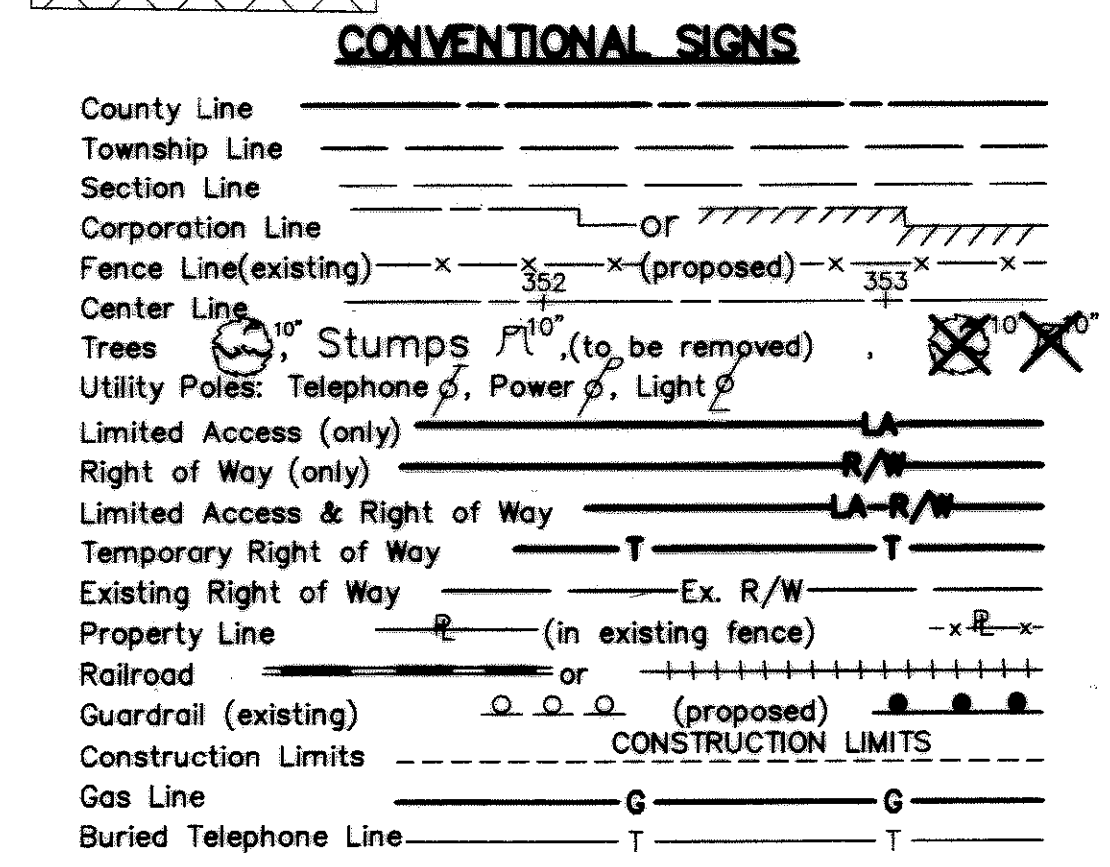 CONVENTIONAL SIGNS
County Line
Township Line
Section Line
Corporation Line or
Fence Line(existing) x x x (proposed) x x x
Center Line 352 353
Trees 10", Stumps 10", (to be removed) , 10" 10"
Utility Poles: Telephone T, Power P, Light L
Limited Access (only) LA
Right of Way (only) R/W
Limited Access & Right of Way LA-R/W
Temporary Right of Way T T
Existing Right of Way Ex. R/W
Property Line PL (in existing fence) x PL x
Railroad or
Guardrail (existing) (proposed)
Construction Limits CONSTRUCTION LIMITS
Gas Line G G
Buried Telephone Line T T